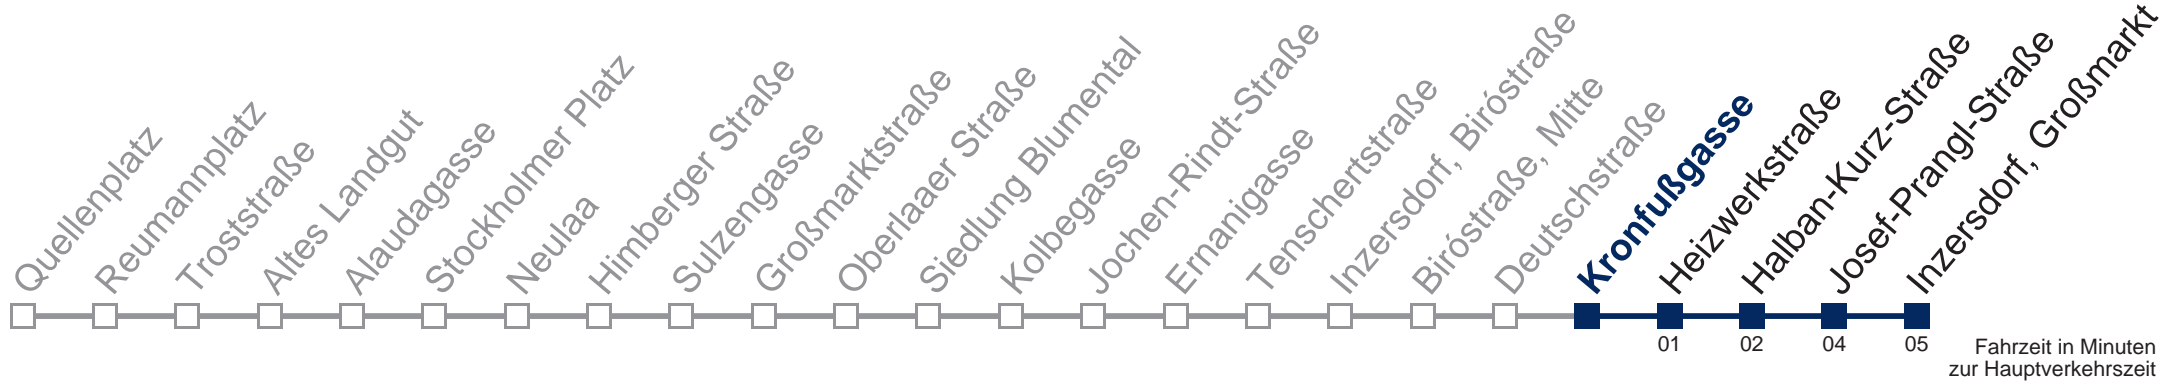 Quellenplatz
Reumannplatz
Troststraße
Altes Landgut
Alaudagasse
Stockholmer Platz
Neulaa
Himberger Straße
Sulzengasse
Großmarktstraße
Oberlaaer Straße
Siedlung Blumental
Kolbegasse
Jochen-Rindt-Straße
Ernanigasse
Tenschertstraße
Inzersdorf, Biróstraße
Biróstraße, Mitte
Deutschstraße
Kronfußgasse
Heizwerkstraße
Halban-Kurz-Straße
Josef-Prangl-Straße
Inzersdorf, Großmarkt
01
02
04
05
Fahrzeit in Minuten
zur Hauptverkehrszeit